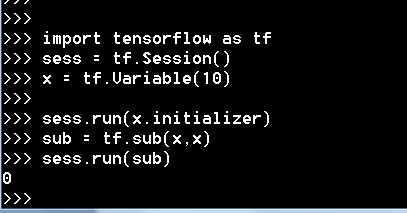 >>>
>>>
>>> import tensorflow as tf
>>> sess = tf.Session()
>>> x = tf.Variable(10)
>>>
>>> sess.run(x.initializer)
>>> sub = tf.sub(x,x)
>>> sess.run(sub)
0
>>>